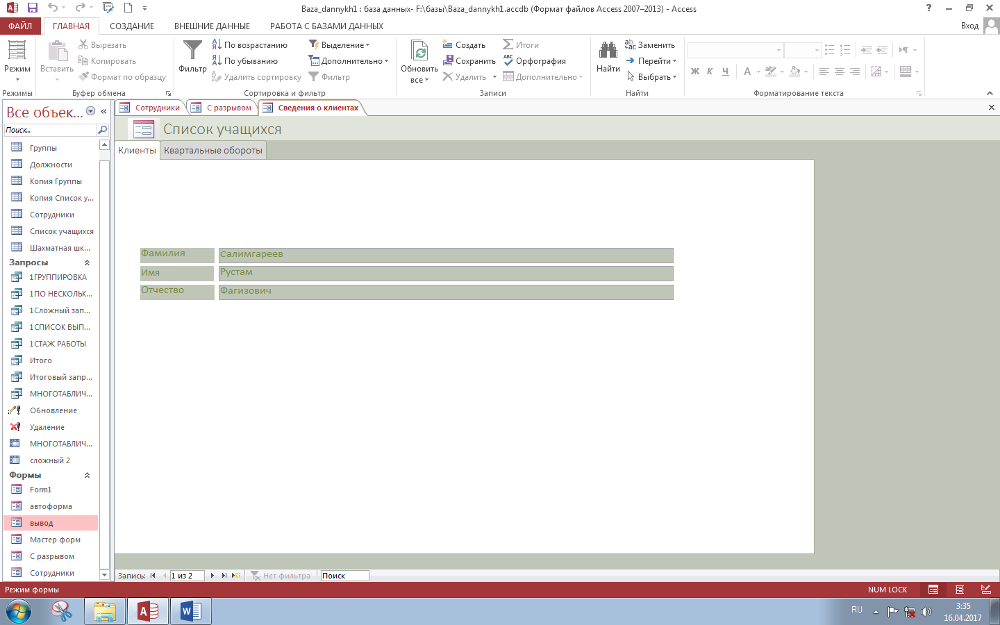 Baza_dannykh1 : база данных- F:\базы\Baza_dannykh1.accdb (Формат файлов Access 2007–2013) - Access
ФАЙЛ ГЛАВНАЯ СОЗДАНИЕ ВНЕШНИЕ ДАННЫЕ РАБОТА С БАЗАМИ ДАННЫХ Вход
Режим
Режимы
Вставить
Вырезать
Копировать
Формат по образцу
Буфер обмена
Фильтр
По возрастанию
По убыванию
Удалить сортировку
Выделение
Дополнительно
Фильтр
Сортировка и фильтр
Обновить
все
Создать
Сохранить
Удалить
Итоги
Орфография
Дополнительно
Записи
Найти
Заменить
Перейти
Выбрать
Найти
Ж К Ч А
Форматирование текста
Все объек...
Поиск...
Группы
Должности
Копия Группы
Копия Список у...
Сотрудники
Список учащихся
Шахматная шк...
Запросы
1ГРУППИРОВКА
1ПО НЕСКОЛЬК...
1Сложный зап...
1СПИСОК ВЫП...
1СТАЖ РАБОТЫ
Итого
Итоговый запр...
МНОГОТАБЛИЧ...
Обновление
Удаление
МНОГОТАБЛИЧ...
сложный 2
Формы
Form1
автоформа
вывод
Мастер форм
С разрывом
Сотрудники
Сотрудники С разрывом Сведения о клиентах
Список учащихся
Клиенты Квартальные обороты
Фамилия Салимгареев
Имя Рустам
Отчество Фагизович
Запись: 1 из 2 Нет фильтра Поиск
Режим формы NUM LOCK
RU 3:35
16.04.2017